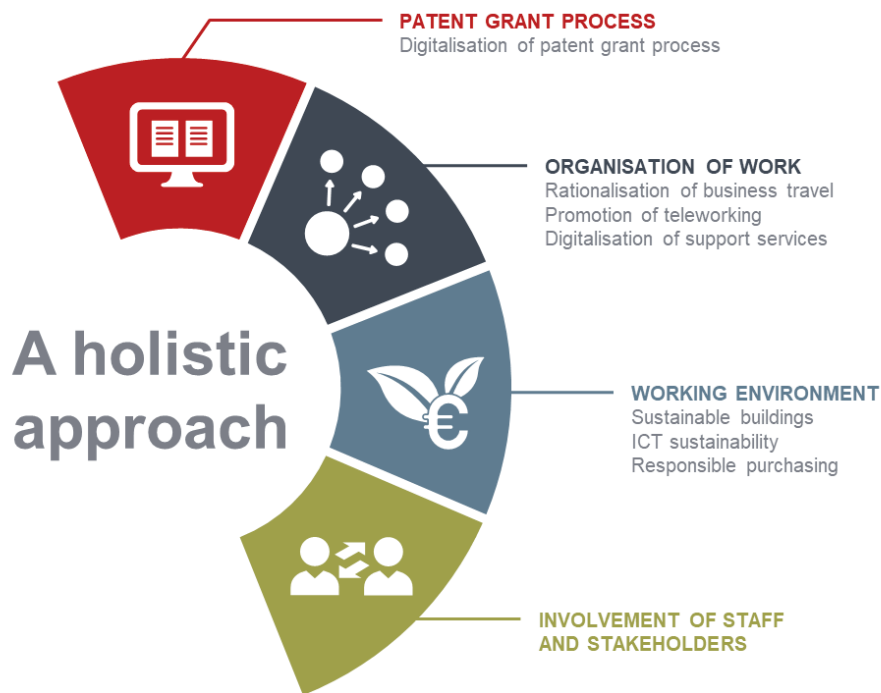 PATENT GRANT PROCESS
Digitalisation of patent grant process
ORGANISATION OF WORK
Rationalisation of business travel
Promotion of teleworking
Digitalisation of support services
A holistic
approach
€
WORKING ENVIRONMENT
Sustainable buildings
ICT sustainability
Responsible purchasing
INVOLVEMENT OF STAFF
AND STAKEHOLDERS